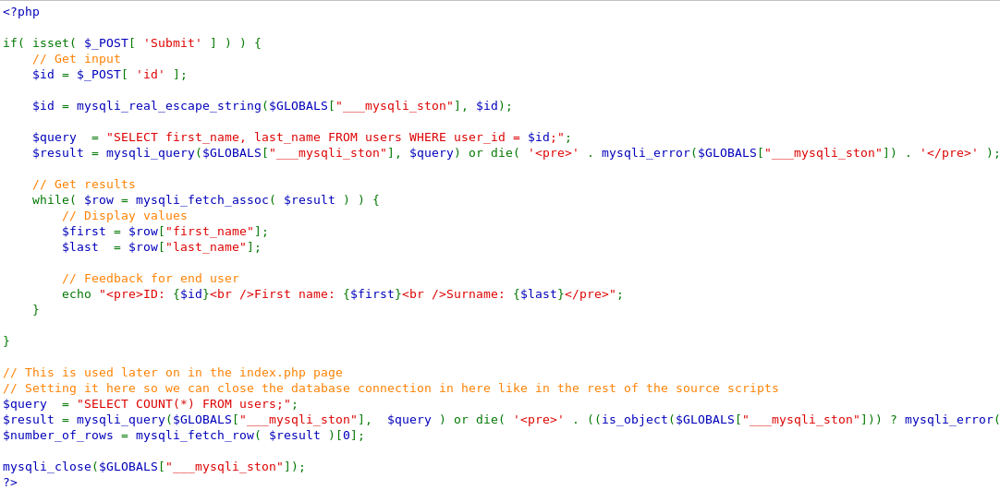 <?php

if( isset( $_POST[ 'Submit' ] ) ) {
    // Get input
    $id = $_POST[ 'id' ];

    $id = mysqli_real_escape_string($GLOBALS["___mysqli_ston"], $id);

    $query  = "SELECT first_name, last_name FROM users WHERE user_id = $id;";
    $result = mysqli_query($GLOBALS["___mysqli_ston"], $query) or die( '<pre>' . mysqli_error($GLOBALS["___mysqli_ston"]) . '</pre>' );

    // Get results
    while( $row = mysqli_fetch_assoc( $result ) ) {
        // Display values
        $first = $row["first_name"];
        $last  = $row["last_name"];

        // Feedback for end user
        echo "<pre>ID: {$id}<br />First name: {$first}<br />Surname: {$last}</pre>";
    }

}

// This is used later on in the index.php page
// Setting it here so we can close the database connection in here like in the rest of the source scripts
$query  = "SELECT COUNT(*) FROM users;";
$result = mysqli_query($GLOBALS["___mysqli_ston"],  $query ) or die( '<pre>' . ((is_object($GLOBALS["___mysqli_ston"])) ? mysqli_error(
$number_of_rows = mysqli_fetch_row( $result )[0];

mysqli_close($GLOBALS["___mysqli_ston"]);
?>